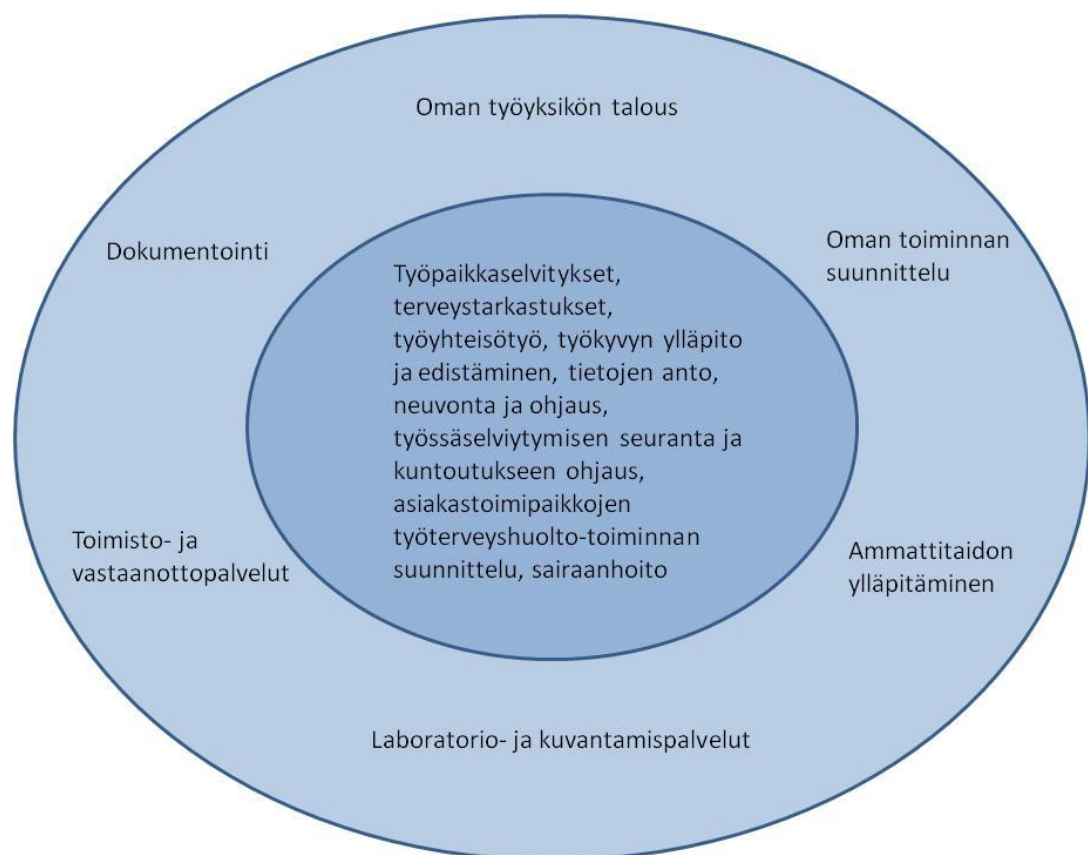 Oman työyksikön talous
Dokumentointi
Oman toiminnan
suunnittelu
Työpaikkaselvitykset,
terveystarkastukset,
työyhteisötyö, työkyvyn ylläpito
ja edistäminen, tietojen anto,
neuvonta ja ohjaus,
työssäselviytymisen seuranta ja
kuntoutukseen ohjaus,
asiakastoimipaikkojen
työterveyshuolto-toiminnan
suunnittelu, sairaanhoito
Toimisto- ja
vastaanottopalvelut
Ammattitaidon
ylläpitäminen
Laboratorio- ja kuvantamispalvelut